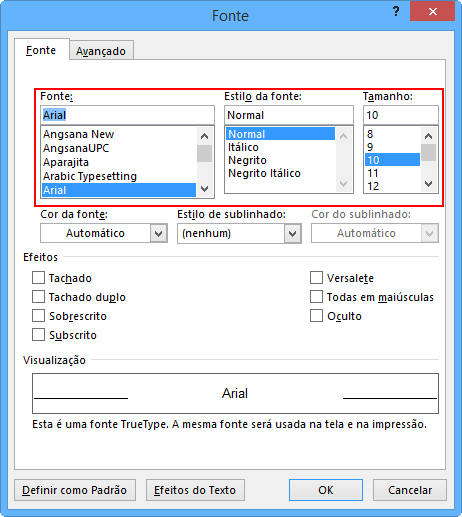 Fonte
?
Fonte Avançado
Fonte: Estilo da fonte: Tamanho:
Arial Normal 10
Angsana New Normal 8
AngsanaUPC Itálico 9
Aparajita Negrito 10
Arabic Typesetting Negrito Itálico 11
Arial 12
Cor da fonte: Estilo de sublinhado: Cor do sublinhado:
Automático (nenhum) Automático
Efeitos
Tachado Versalete
Tachado duplo Todas em maiúsculas
Sobrescrito Oculto
Subscrito
Visualização
Arial
Esta é uma fonte TrueType. A mesma fonte será usada na tela e na impressão.
Definir como Padrão Efeitos do Texto OK Cancelar